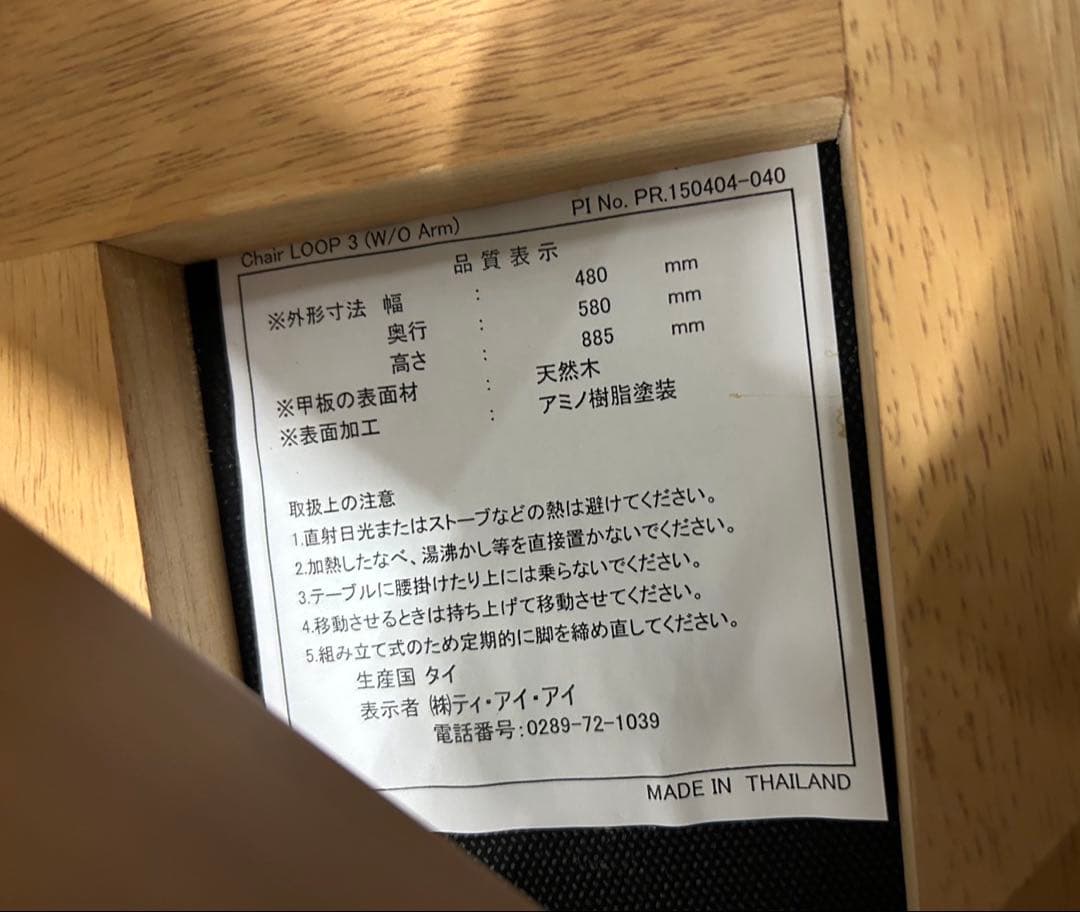 Chair LOOP 3 (W/O Arm) PI No. PR.150404-040
品質表示
※外形寸法 幅 : 480 mm
奥行 : 580 mm
高さ : 885 mm
※甲板の表面材 : 天然木
※表面加工 : アミノ樹脂塗装
取扱上の注意
1.直射日光またはストーブなどの熱は避けてください。
2.加熱したなべ、湯沸かし等を直接置かないでください。
3.テーブルに腰掛けたり上には乗らないでください。
4.移動させるときは持ち上げて移動させてください。
5.組み立て式のため定期的に脚を締め直してください。
生産国 タイ
表示者 ㈱ティ・アイ・アイ
電話番号:0289-72-1039
MADE IN THAILAND